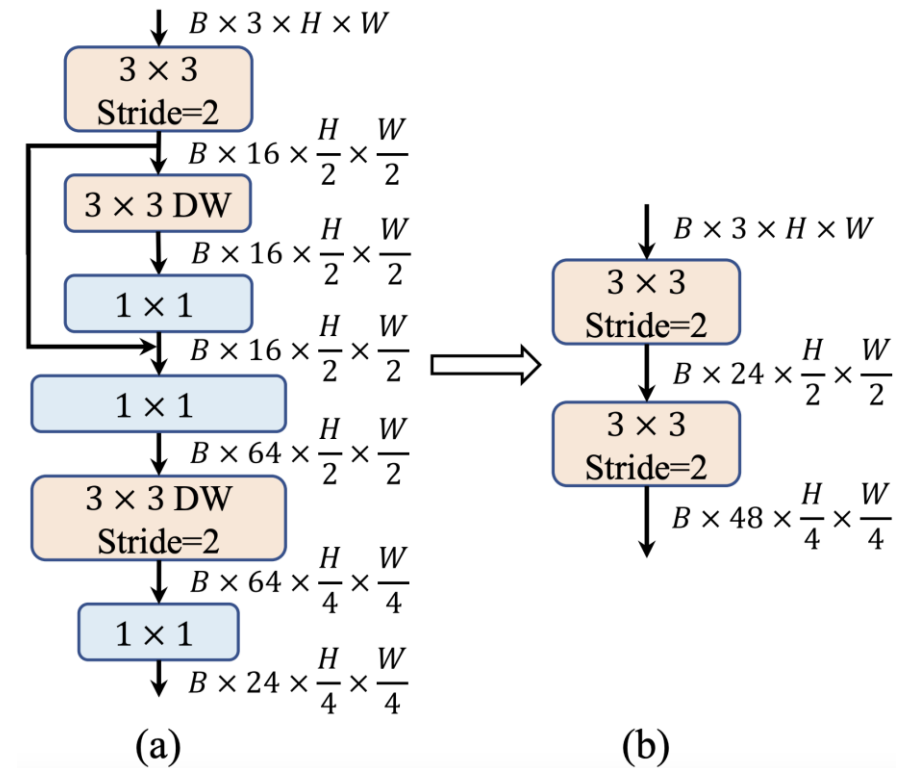 B × 3 × H × W
3 × 3
Stride=2
B × 16 × H/2 × W/2
3 × 3 DW
B × 16 × H/2 × W/2
1 × 1
B × 16 × H/2 × W/2
1 × 1
B × 64 × H/2 × W/2
3 × 3 DW
Stride=2
B × 64 × H/4 × W/4
1 × 1
B × 24 × H/4 × W/4
(a)
B × 3 × H × W
3 × 3
Stride=2
B × 24 × H/2 × W/2
3 × 3
Stride=2
B × 48 × H/4 × W/4
(b)